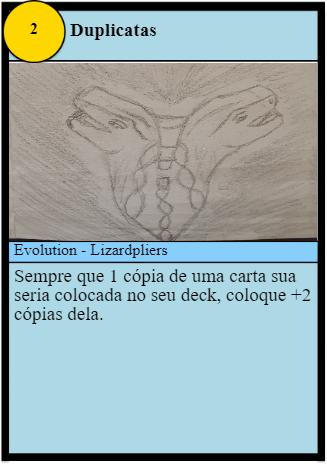 2
Duplicatas
Evolution - Lizardpliers
Sempre que 1 cópia de uma carta sua
seria colocada no seu deck, coloque +2
cópias dela.